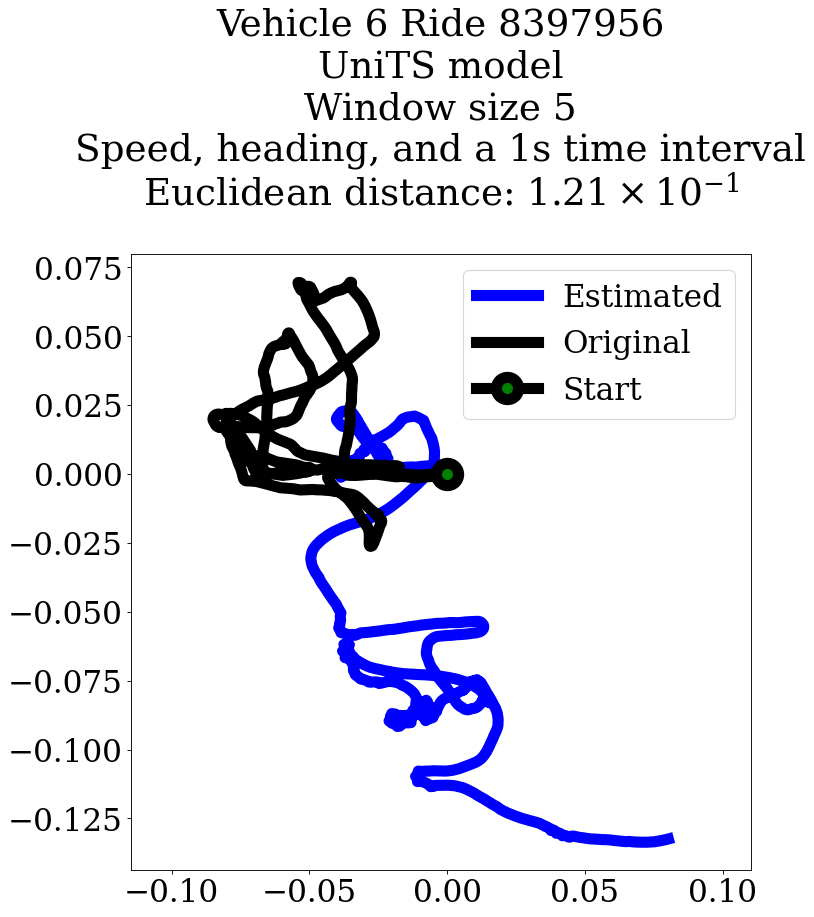 Vehicle 6 Ride 8397956
UniTS model
Window size 5
Speed, heading, and a 1s time interval
Euclidean distance: 1.21 × 10⁻¹
Estimated
Original
Start
0.075
0.050
0.025
0.000
−0.025
−0.050
−0.075
−0.100
−0.125
−0.10 −0.05 0.00 0.05 0.10